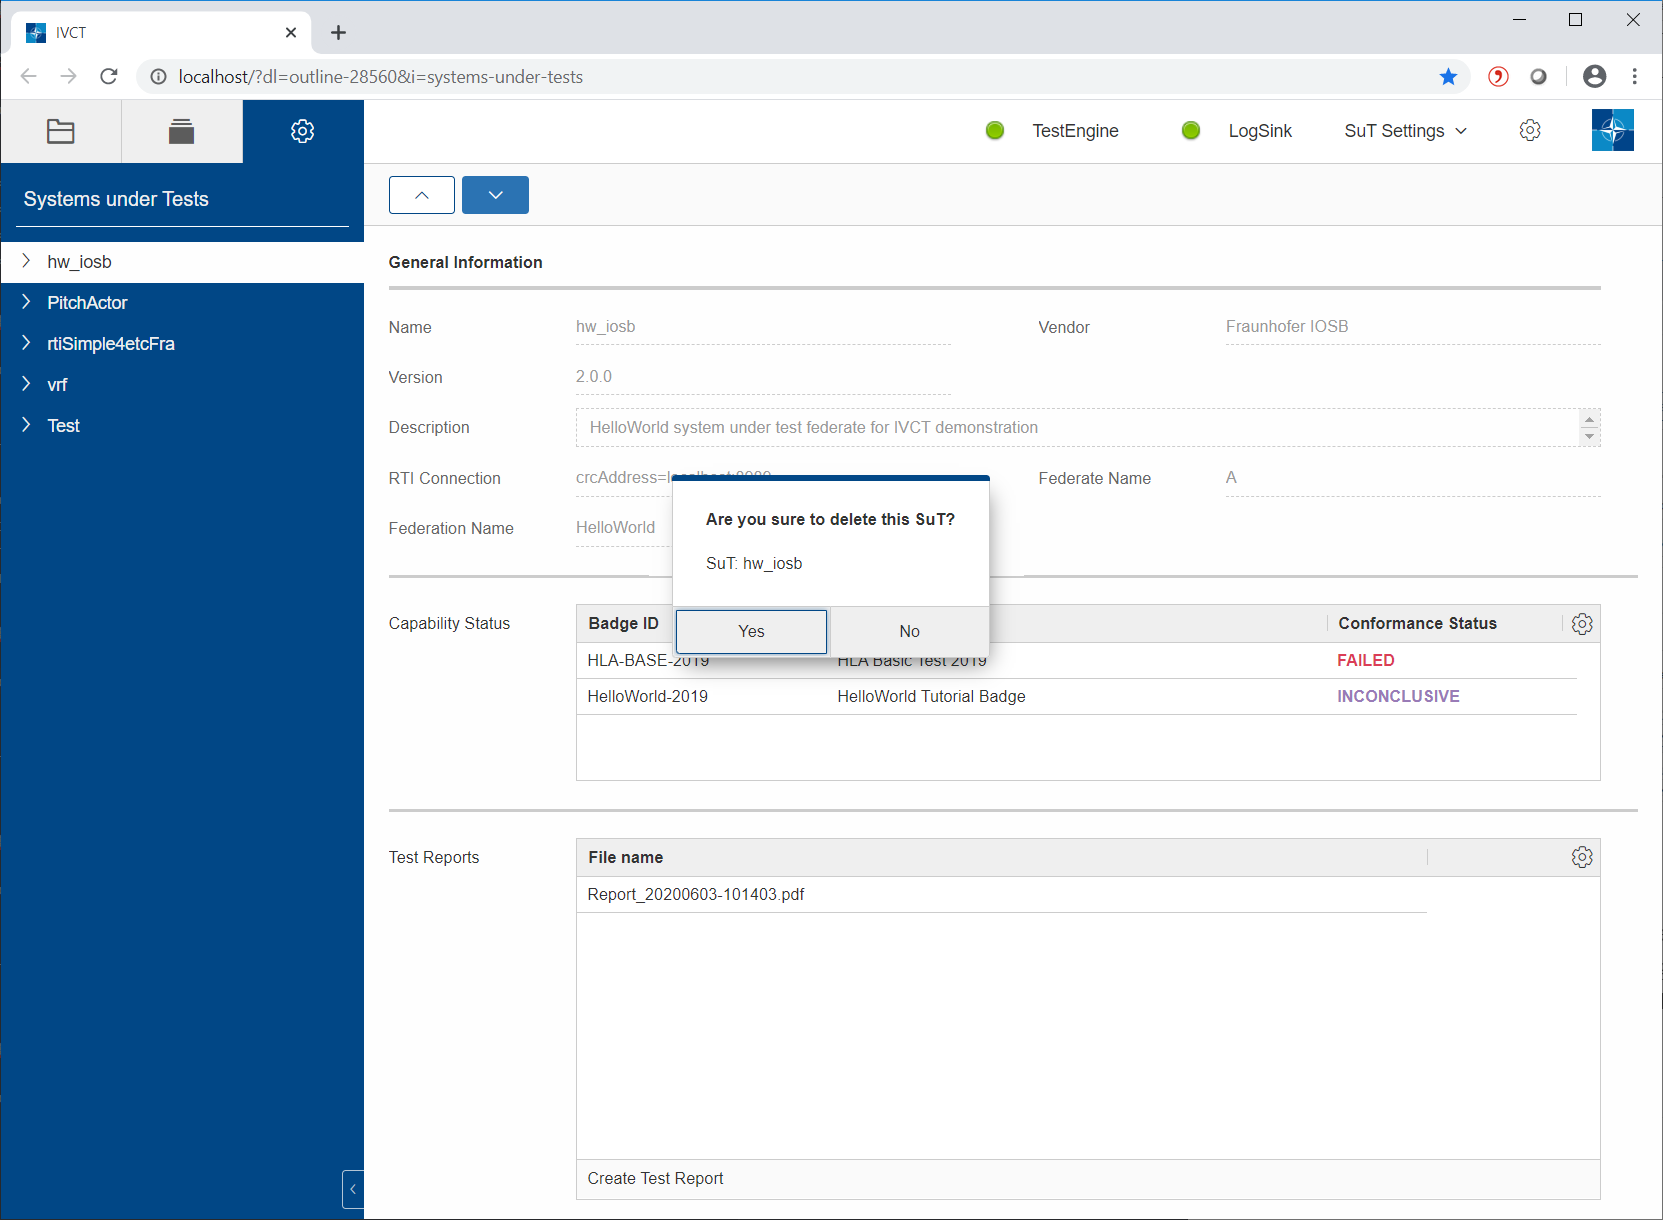 IVCT
localhost/?dl=outline-28560&i=systems-under-tests
TestEngine
LogSink
SuT Settings
Systems under Tests
hw_iosb
PitchActor
rtiSimple4etcFra
vrf
Test
General Information
Name
hw_iosb
Vendor
Fraunhofer IOSB
Version
2.0.0
Description
HelloWorld system under test federate for IVCT demonstration
RTI Connection
crcAddress=localhost:8989
Federate Name
A
Federation Name
HelloWorld
Are you sure to delete this SuT?
SuT: hw_iosb
Yes
No
Capability Status
Badge ID
Conformance Status
HLA-BASE-2019
HLA Basic Test 2019
FAILED
HelloWorld-2019
HelloWorld Tutorial Badge
INCONCLUSIVE
Test Reports
File name
Report_20200603-101403.pdf
Create Test Report